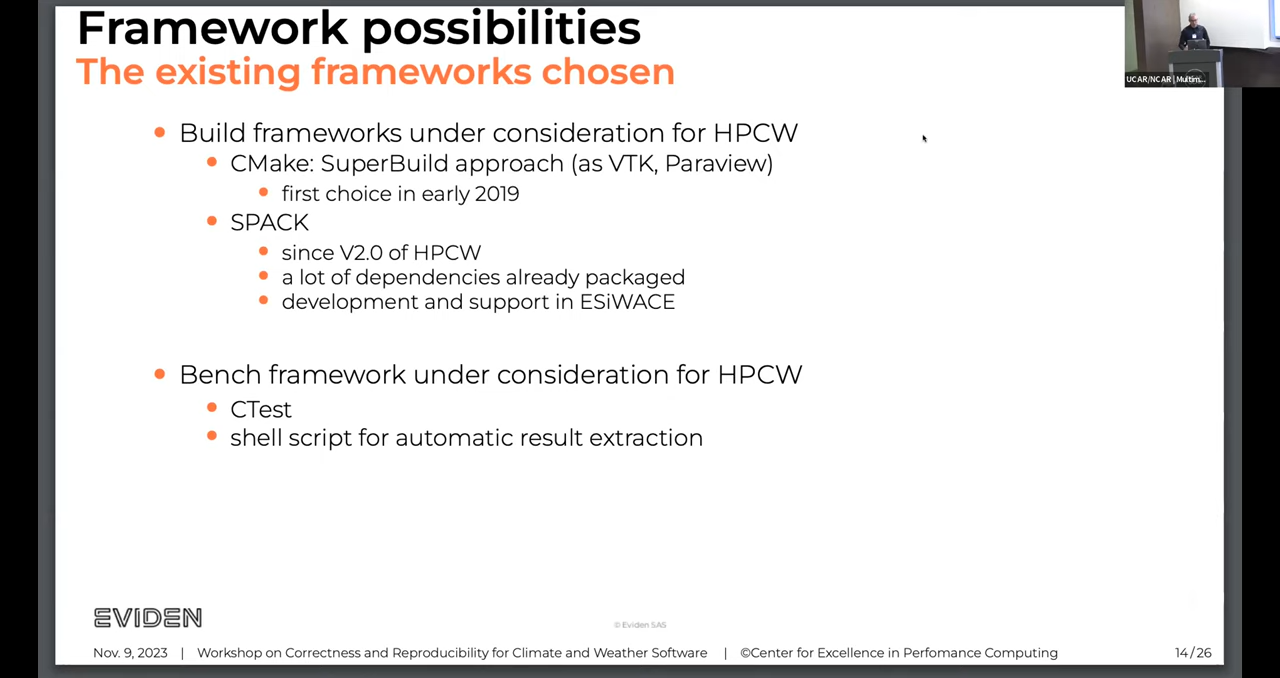 Framework possibilities
The existing frameworks chosen
UCAR/NCAR | Multim...
Build frameworks under consideration for HPCW
CMake: SuperBuild approach (as VTK, Paraview)
first choice in early 2019
SPACK
since V2.0 of HPCW
a lot of dependencies already packaged
development and support in ESiWACE
Bench framework under consideration for HPCW
CTest
shell script for automatic result extraction
EVIDEN
© Eviden SAS
Nov. 9, 2023 | Workshop on Correctness and Reproducibility for Climate and Weather Software | ©Center for Excellence in Perfomance Computing 14/26